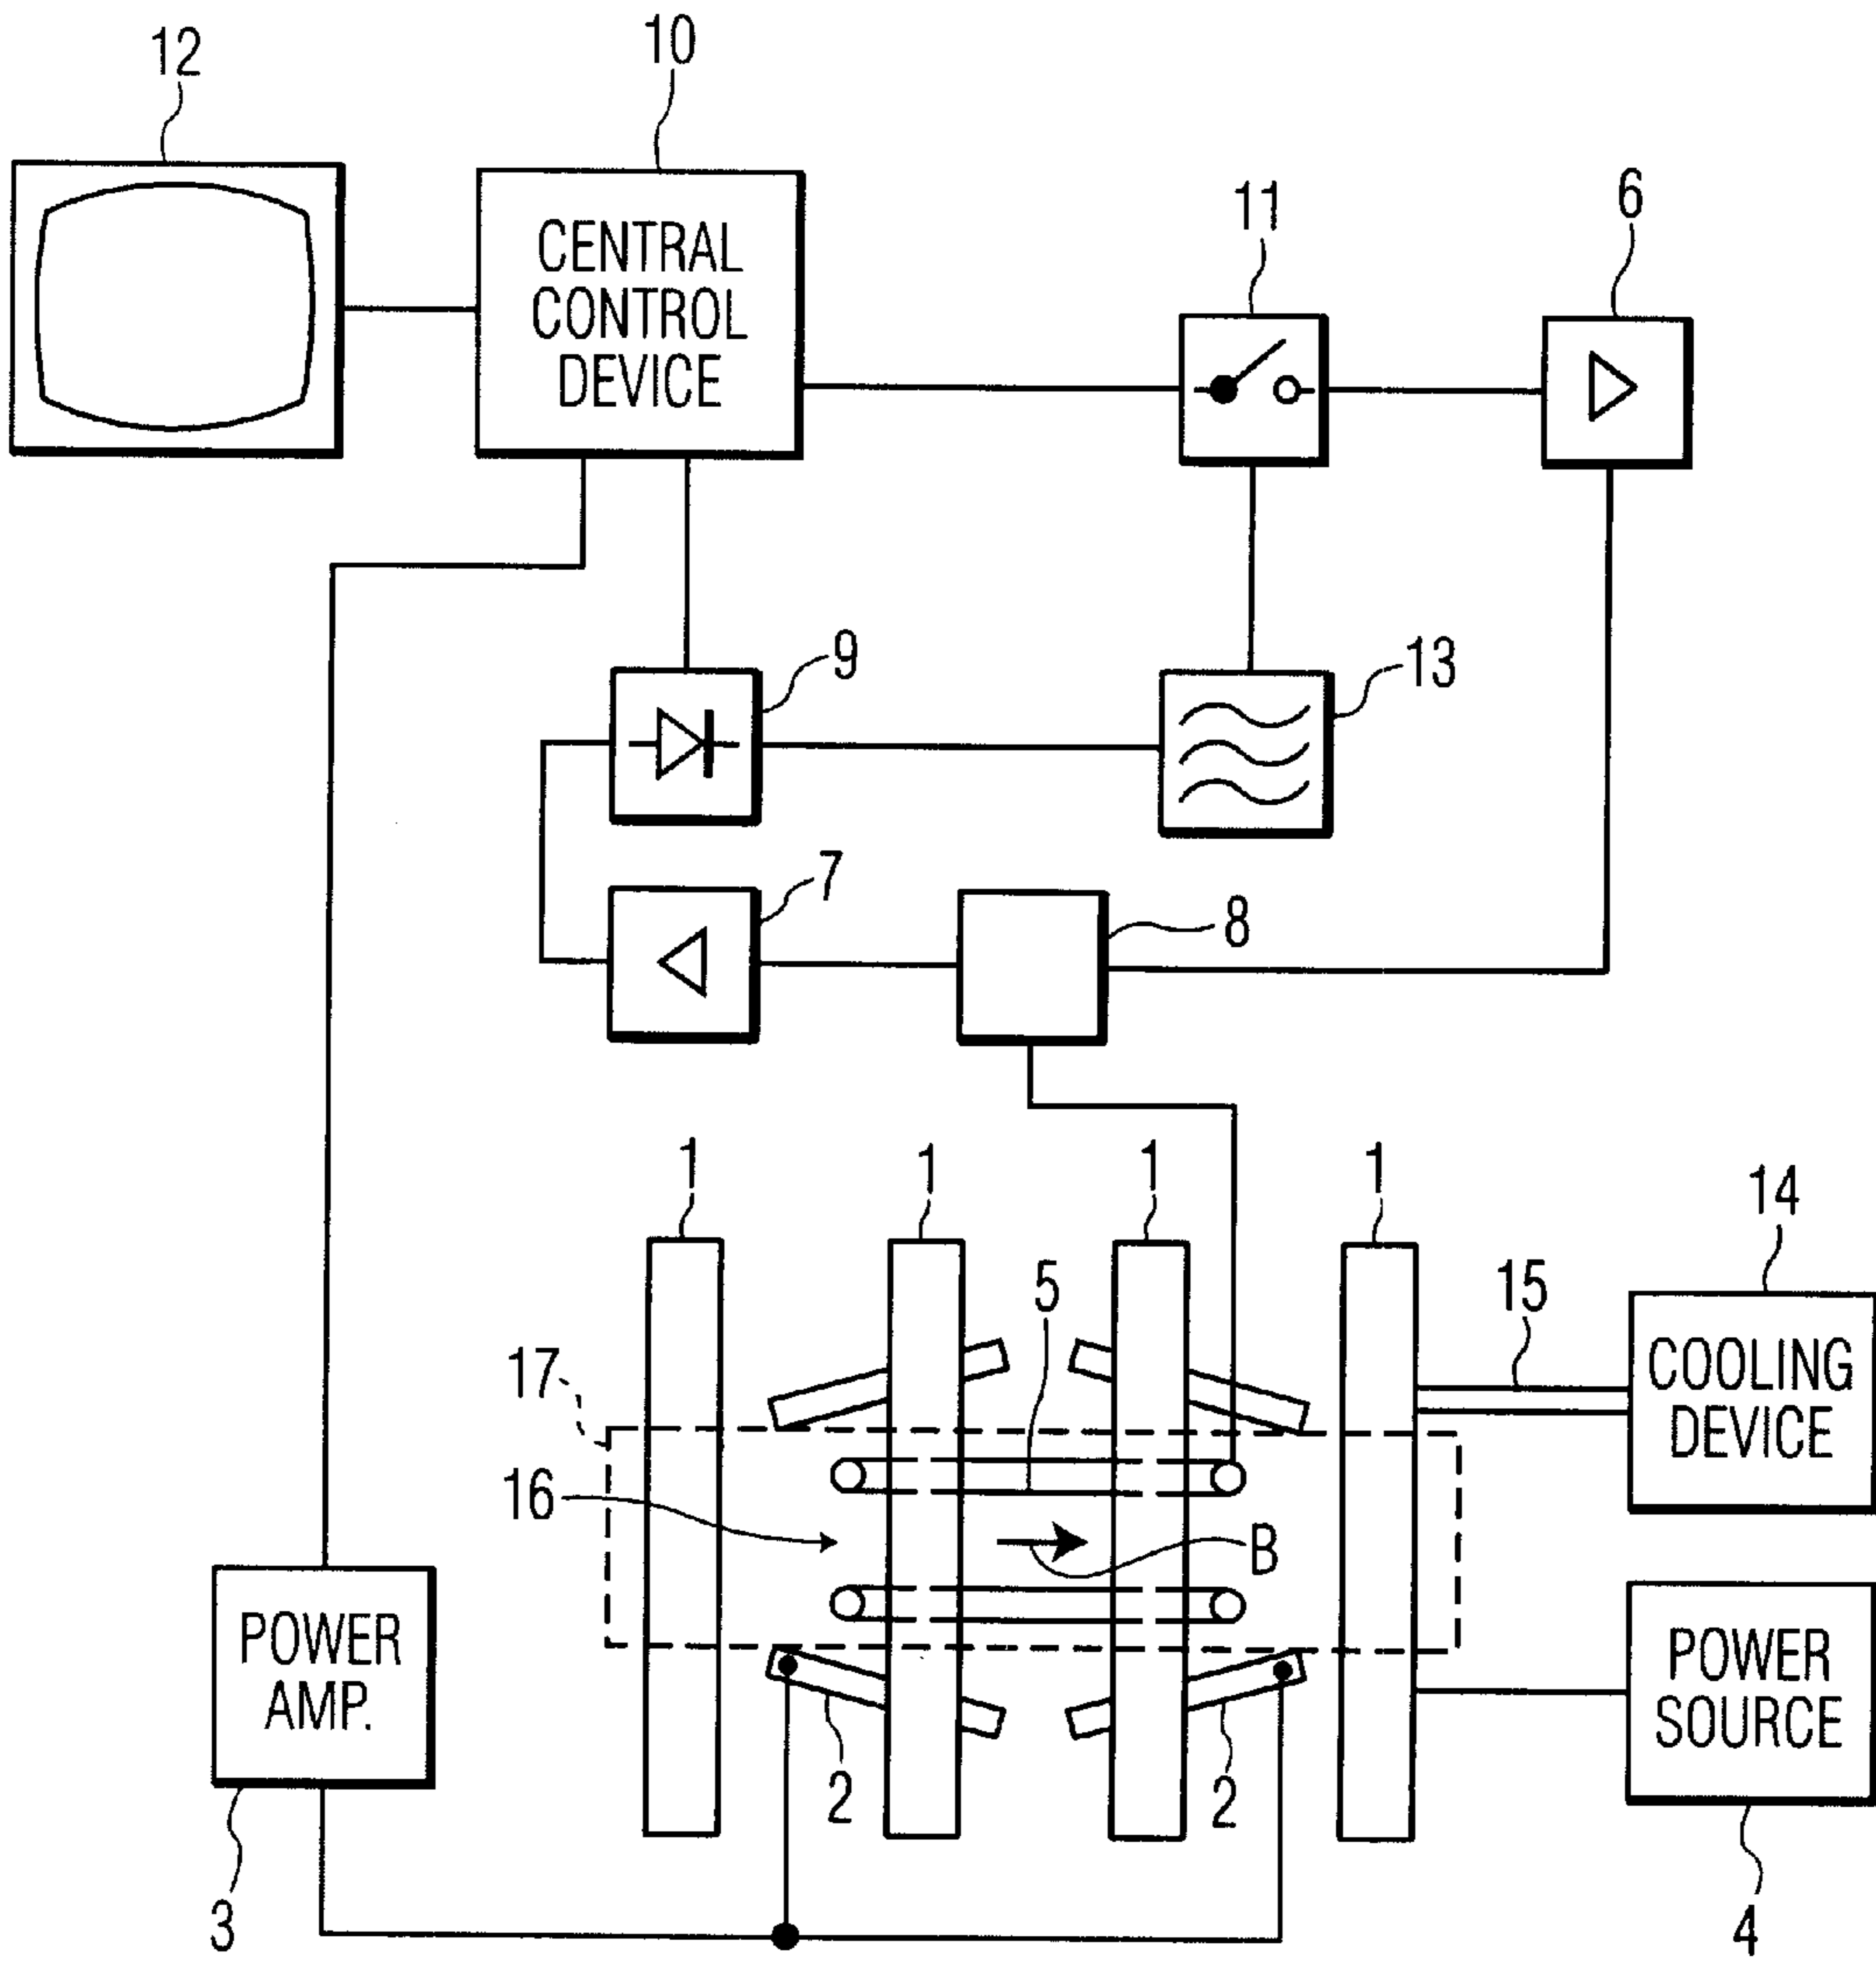 12
10
11
6
CENTRAL
CONTROL
DEVICE
9
13
7
8
1
1
1
1
14
5
15
17
COOLING
DEVICE
16
B
POWER
AMP.
POWER
SOURCE
2
2
3
4